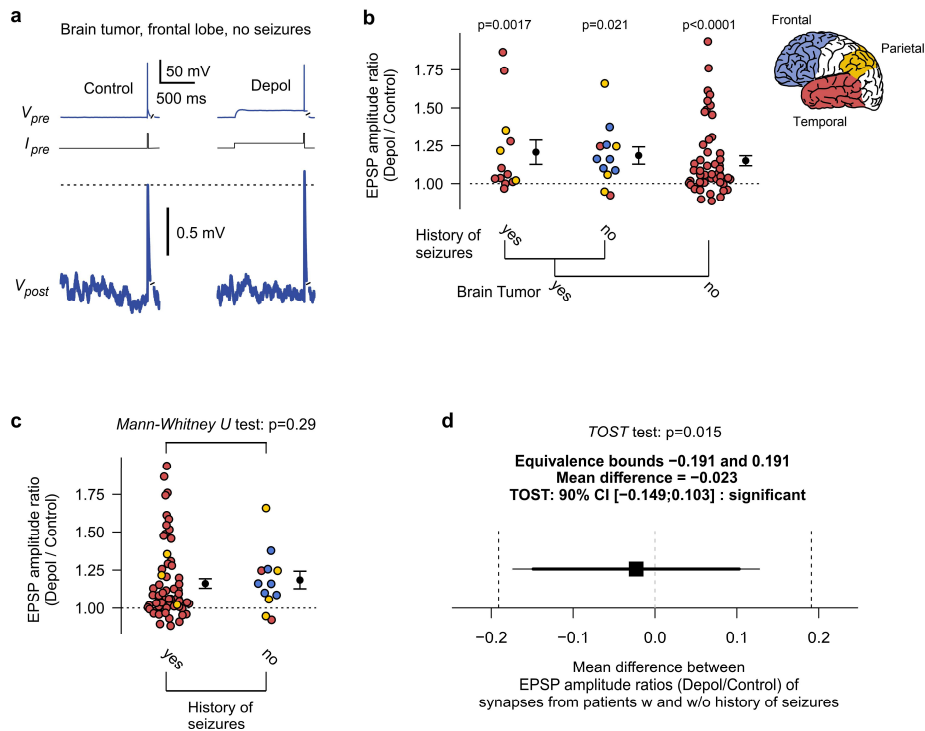 a
Brain tumor, frontal lobe, no seizures
Control
50 mV
500 ms
Depol
Vpre
Ipre
0.5 mV
Vpost
b
p=0.0017
p=0.021
p<0.0001
EPSP amplitude ratio
(Depol / Control)
1.75
1.50
1.25
1.00
History of
seizures
yes
no
Brain Tumor
yes
no
Frontal
Parietal
Temporal
c
Mann-Whitney U test: p=0.29
EPSP amplitude ratio
(Depol / Control)
1.75
1.50
1.25
1.00
yes
no
History of
seizures
d
TOST test: p=0.015
Equivalence bounds −0.191 and 0.191
Mean difference = −0.023
TOST: 90% CI [−0.149;0.103] : significant
−0.2
−0.1
0.0
0.1
0.2
Mean difference between
EPSP amplitude ratios (Depol/Control) of
synapses from patients w and w/o history of seizures